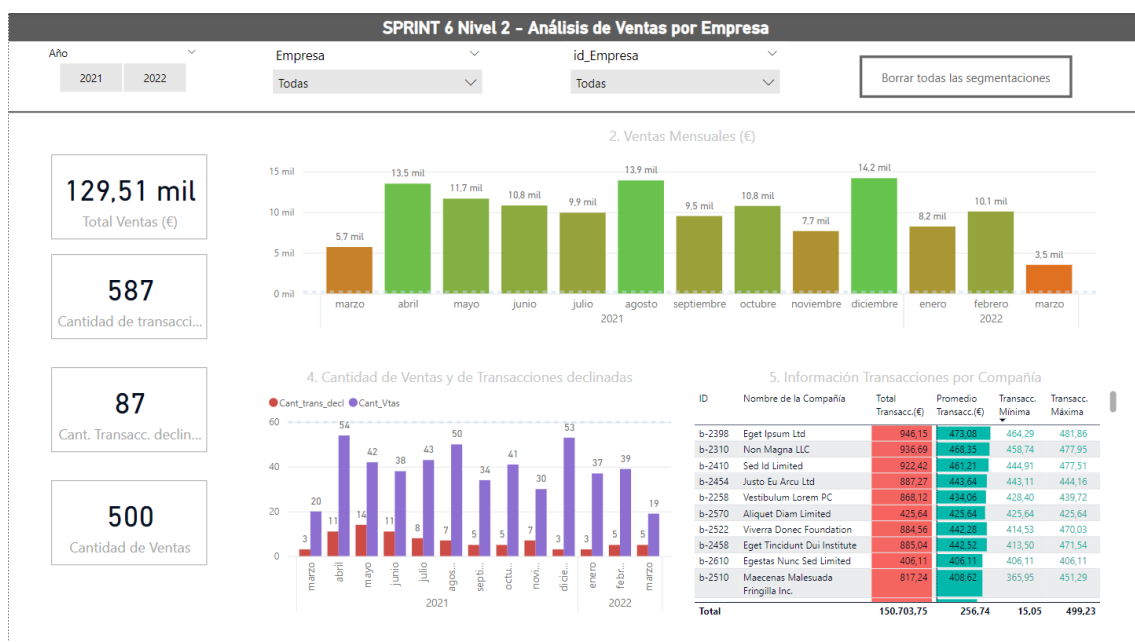 SPRINT 6 Nivel 2 - Análisis de Ventas por Empresa
Año
2021 2022
Empresa
Todas
id_Empresa
Todas
Borrar todas las segmentaciones
129,51 mil
Total Ventas (€)
587
Cantidad de transacci...
87
Cant. Transacc. declin...
500
Cantidad de Ventas
2. Ventas Mensuales (€)
15 mil
10 mil
5 mil
0 mil
5,7 mil 13,5 mil 11,7 mil 10,8 mil 9,9 mil 13,9 mil 9,5 mil 10,8 mil 7,7 mil 14,2 mil 8,2 mil 10,1 mil 3,5 mil
marzo abril mayo junio julio agosto septiembre octubre noviembre diciembre enero febrero marzo
2021 2022
4. Cantidad de Ventas y de Transacciones declinadas
Cant_trans_decl Cant_Vtas
60
40
20
0
3 20 11 54 14 42 11 38 8 43 7 50 5 34 5 41 7 30 3 53 3 37 5 39 5 19
marzo abril mayo junio julio agos... septi... octu... novi... dicie... enero febr... marzo
2021 2022
5. Información Transacciones por Compañía
ID Nombre de la Compañía Total Transacc.(€) Promedio Transacc.(€) Transacc. Mínima Transacc. Máxima
b-2398 Eget Ipsum Ltd 946,15 473,08 464,29 481,86
b-2310 Non Magna LLC 936,69 468,35 458,74 477,95
b-2410 Sed Id Limited 922,42 461,21 444,91 477,51
b-2454 Justo Eu Arcu Ltd 887,27 443,64 443,11 444,16
b-2258 Vestibulum Lorem PC 868,12 434,06 428,40 439,72
b-2570 Aliquet Diam Limited 425,64 425,64 425,64 425,64
b-2522 Viverra Donec Foundation 884,56 442,28 414,53 470,03
b-2458 Eget Tincidunt Dui Institute 885,04 442,52 413,50 471,54
b-2610 Egestas Nunc Sed Limited 406,11 406,11 406,11 406,11
b-2510 Maecenas Malesuada Fringilla Inc. 817,24 408,62 365,95 451,29
Total 150.703,75 256,74 15,05 499,23